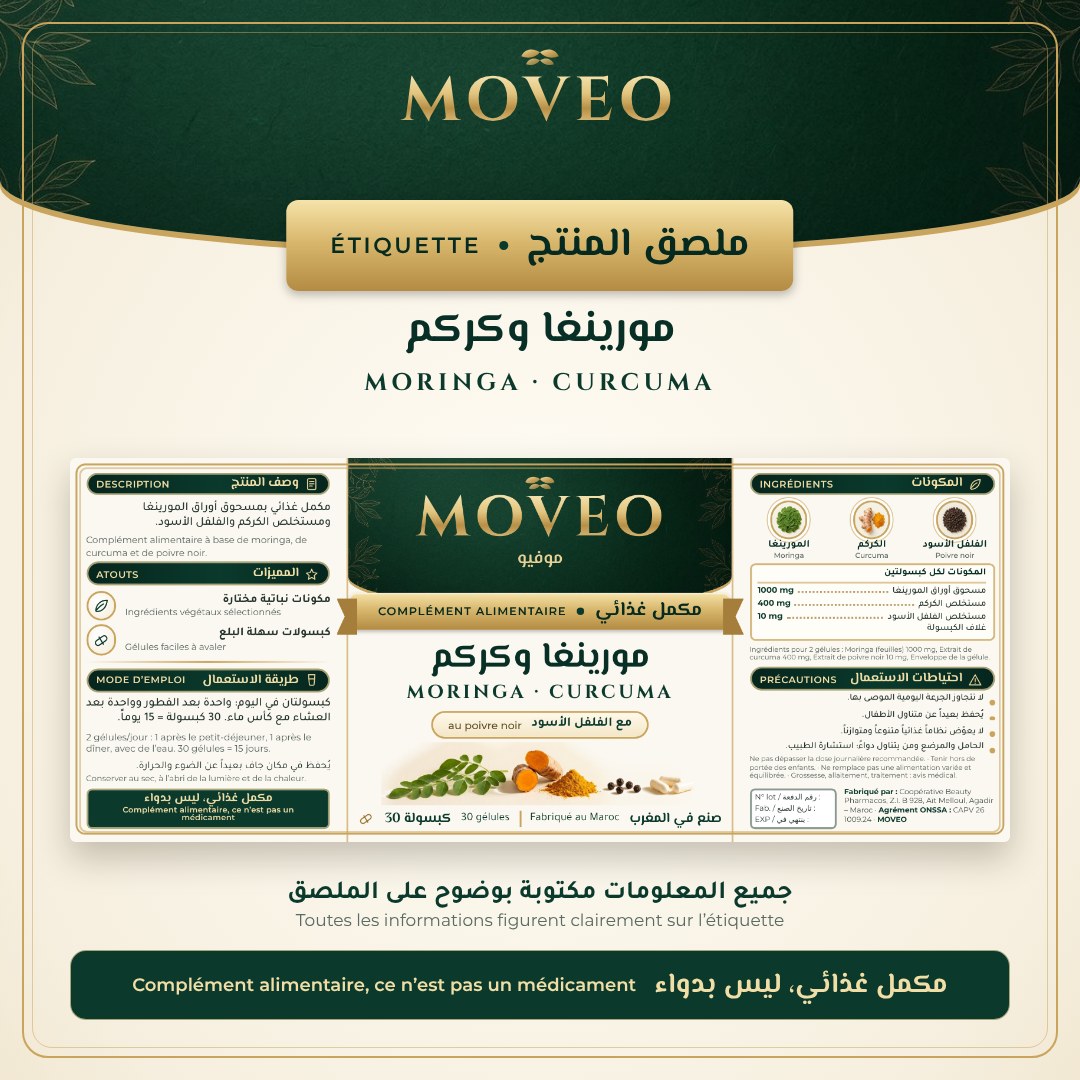 MOVEO
ÉTIQUETTE • ملصق المنتج
مورينغا وكركم
MORINGA · CURCUMA
DESCRIPTION وصف المنتج
مكمل غذائي بمسحوق أوراق المورينغا
ومستخلص الكركم والفلفل الأسود.
Complément alimentaire à base de moringa, de
curcuma et de poivre noir.
ATOUTS المميزات
مكونات نباتية مختارة
Ingrédients végétaux sélectionnés
كبسولات سهلة البلع
Gélules faciles à avaler
MODE D'EMPLOI طريقة الاستعمال
كبسولتان في اليوم: واحدة بعد الفطور وواحدة بعد
العشاء مع كأس ماء. 30 كبسولة = 15 يوماً.
2 gélules/jour : 1 après le petit-déjeuner, 1 après le
dîner, avec de l'eau. 30 gélules = 15 jours.
يُحفظ في مكان جاف بعيداً عن الضوء والحرارة.
Conserver au sec, à l'abri de la lumière et de la chaleur.
مكمل غذائي، ليس بدواء
Complément alimentaire, ce n'est pas un
médicament
MOVEO
موفيو
COMPLÉMENT ALIMENTAIRE • مكمل غذائي
مورينغا وكركم
MORINGA · CURCUMA
au poivre noir مع الفلفل الأسود
30 كبسولة 30 gélules | Fabriqué au Maroc صنع في المغرب
INGRÉDIENTS المكونات
المورينغا الكركم الفلفل الأسود
Moringa Curcuma Poivre noir
المكونات لكل كبسولتين
مسحوق أوراق المورينغا 1000 mg
مستخلص الكركم 400 mg
مستخلص الفلفل الأسود 10 mg
غلاف الكبسولة
Ingrédients pour 2 gélules : Moringa (feuilles) 1000 mg, Extrait de
curcuma 400 mg, Extrait de poivre noir 10 mg, Enveloppe de la gélule.
PRÉCAUTIONS احتياطات الاستعمال
لا تتجاوز الجرعة اليومية الموصى بها.
يُحفظ بعيداً عن متناول الأطفال.
لا يعوّض نظاماً غذائياً متنوعاً ومتوازناً.
الحامل والمرضع ومن يتناول دواءً: استشارة الطبيب.
Ne pas dépasser la dose journalière recommandée. · Tenir hors de
portée des enfants. · Ne remplace pas une alimentation variée et
équilibrée. · Grossesse, allaitement, traitement : avis médical.
N° lot / رقم الدفعة :
Fab. / تاريخ الصنع :
EXP / ينتهي في :
Fabriqué par : Coopérative Beauty
Pharmacos, Z.I. B 928, Ait Melloul, Agadir
– Maroc · Agrément ONSSA : CAPV 26
1009.24 · MOVEO
جميع المعلومات مكتوبة بوضوح على الملصق
Toutes les informations figurent clairement sur l'étiquette
Complément alimentaire, ce n'est pas un médicament مكمل غذائي، ليس بدواء